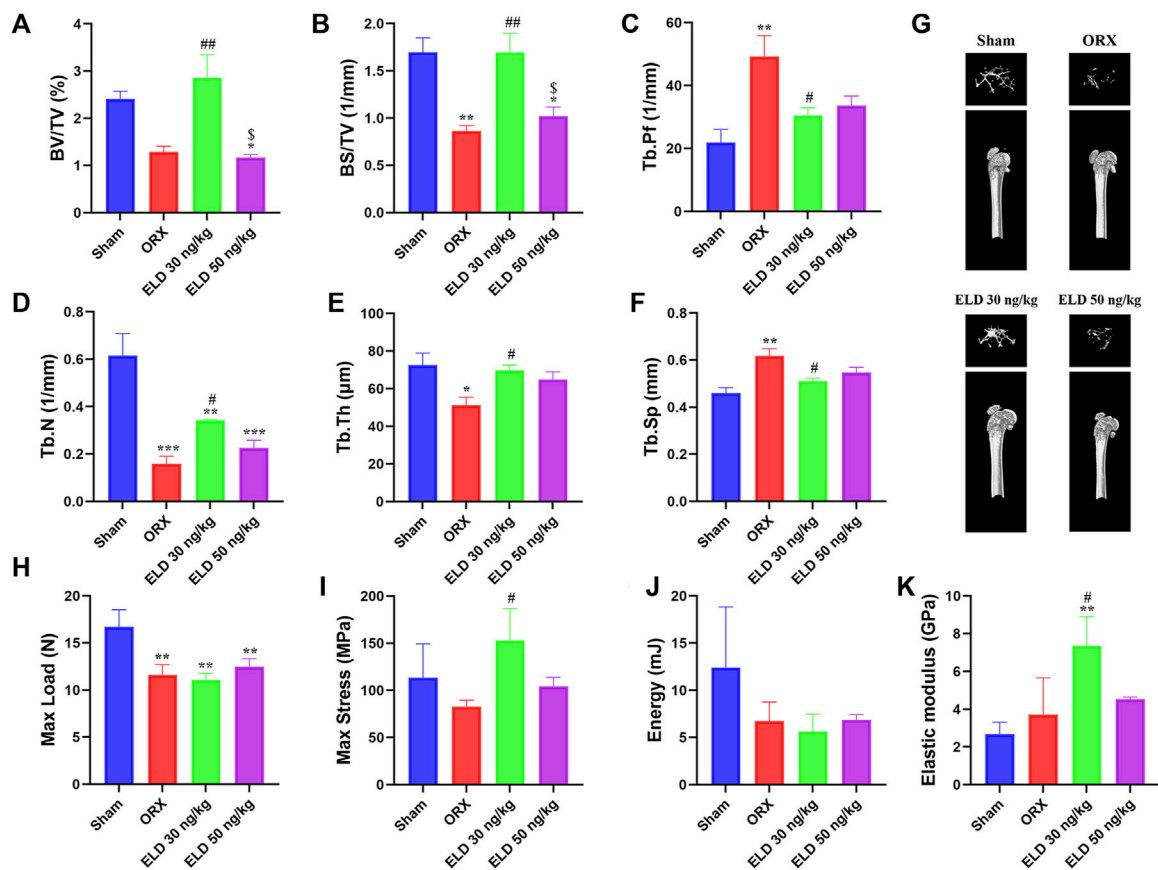 A
BV/TV (%)
4
3
2
1
0
##
$
*
Sham
ORX
ELD 30 ng/kg
ELD 50 ng/kg
B
BS/TV (1/mm)
2.0
1.5
1.0
0.5
0.0
**
##
$
*
Sham
ORX
ELD 30 ng/kg
ELD 50 ng/kg
C
Tb.Pf (1/mm)
60
40
20
0
**
#
Sham
ORX
ELD 30 ng/kg
ELD 50 ng/kg
G
Sham
ORX
ELD 30 ng/kg
ELD 50 ng/kg
D
Tb.N (1/mm)
0.8
0.6
0.4
0.2
0.0
***
#
**
***
Sham
ORX
ELD 30 ng/kg
ELD 50 ng/kg
E
Tb.Th (μm)
100
80
60
40
20
0
*
#
Sham
ORX
ELD 30 ng/kg
ELD 50 ng/kg
F
Tb.Sp (mm)
0.8
0.6
0.4
0.2
0.0
**
#
Sham
ORX
ELD 30 ng/kg
ELD 50 ng/kg
H
Max Load (N)
20
15
10
5
0
**
**
**
Sham
ORX
ELD 30 ng/kg
ELD 50 ng/kg
I
Max Stress (MPa)
200
150
100
50
0
#
Sham
ORX
ELD 30 ng/kg
ELD 50 ng/kg
J
Energy (mJ)
20
15
10
5
0
Sham
ORX
ELD 30 ng/kg
ELD 50 ng/kg
K
Elastic modulus (GPa)
10
8
6
4
2
0
#
**
Sham
ORX
ELD 30 ng/kg
ELD 50 ng/kg